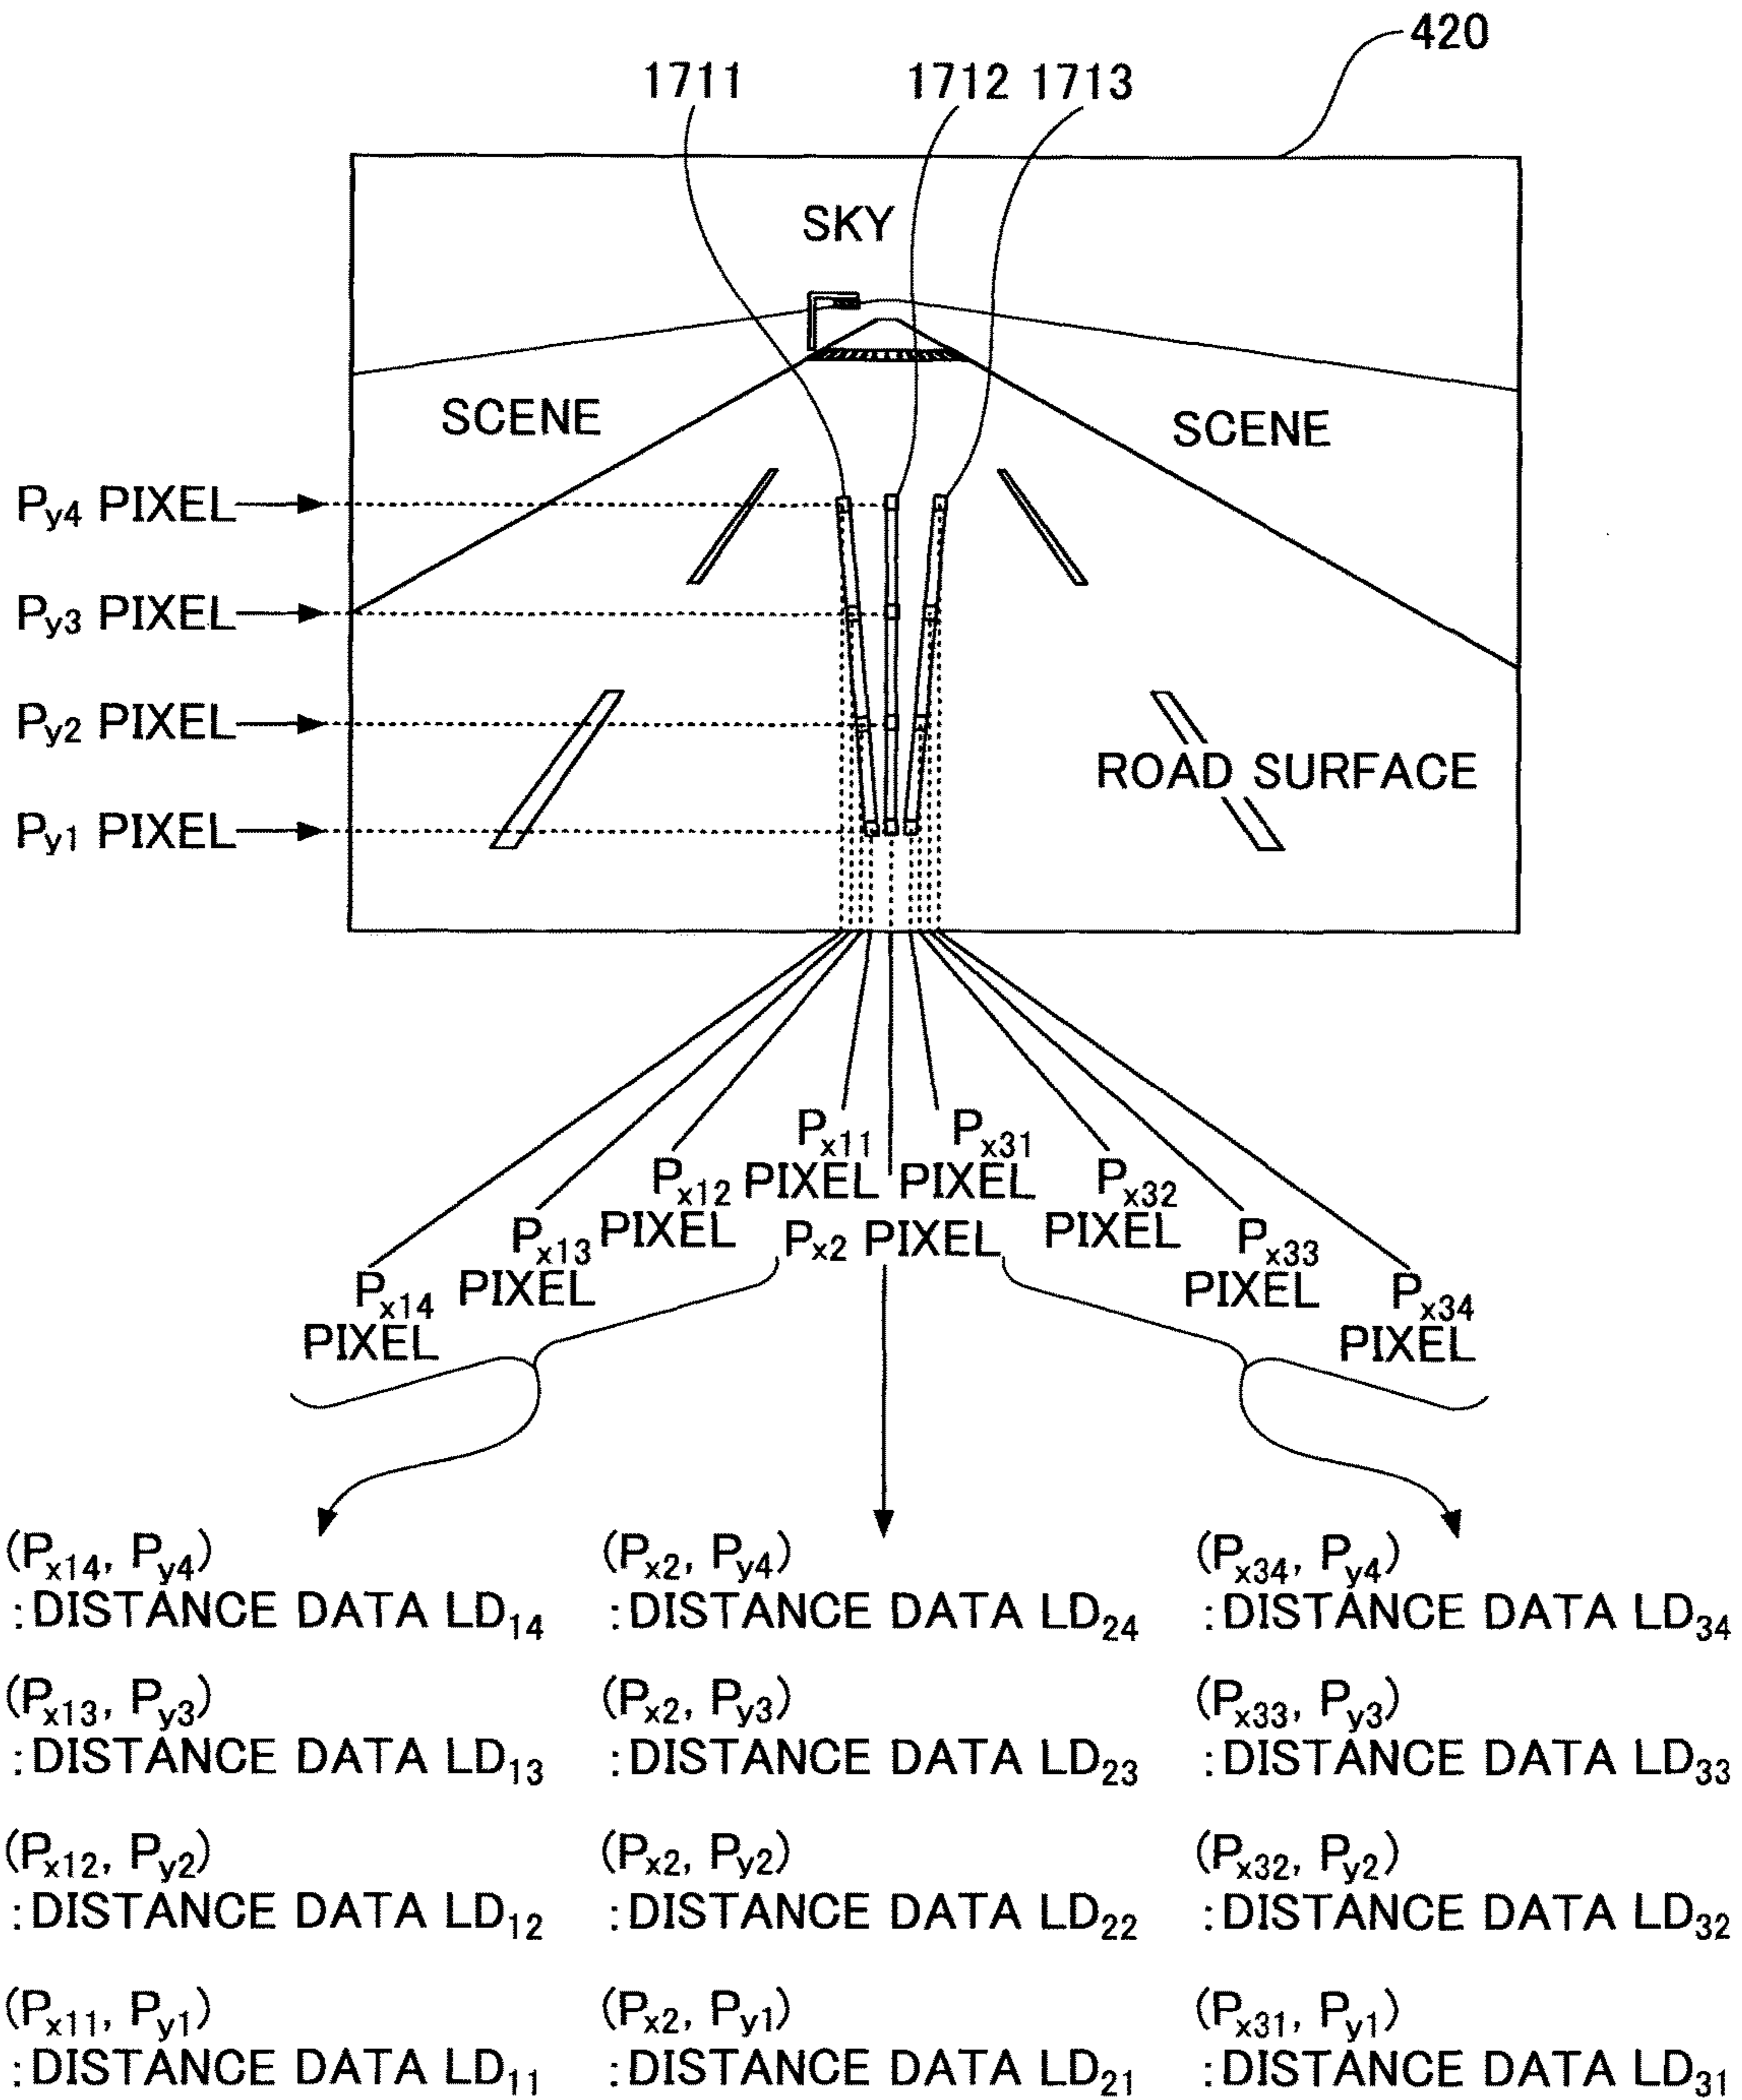 420
1711 1712 1713
SKY
SCENE SCENE
Py4 PIXEL
Py3 PIXEL
Py2 PIXEL
ROAD SURFACE
Py1 PIXEL
Px11 PIXEL
Px31 PIXEL
Px12 PIXEL
Px32 PIXEL
Px13 PIXEL
Px2 PIXEL
Px33 PIXEL
Px14 PIXEL
Px34 PIXEL
(Px14, Py4) (Px2, Py4) (Px34, Py4)
:DISTANCE DATA LD14 :DISTANCE DATA LD24 :DISTANCE DATA LD34
(Px13, Py3) (Px2, Py3) (Px33, Py3)
:DISTANCE DATA LD13 :DISTANCE DATA LD23 :DISTANCE DATA LD33
(Px12, Py2) (Px2, Py2) (Px32, Py2)
:DISTANCE DATA LD12 :DISTANCE DATA LD22 :DISTANCE DATA LD32
(Px11, Py1) (Px2, Py1) (Px31, Py1)
:DISTANCE DATA LD11 :DISTANCE DATA LD21 :DISTANCE DATA LD31